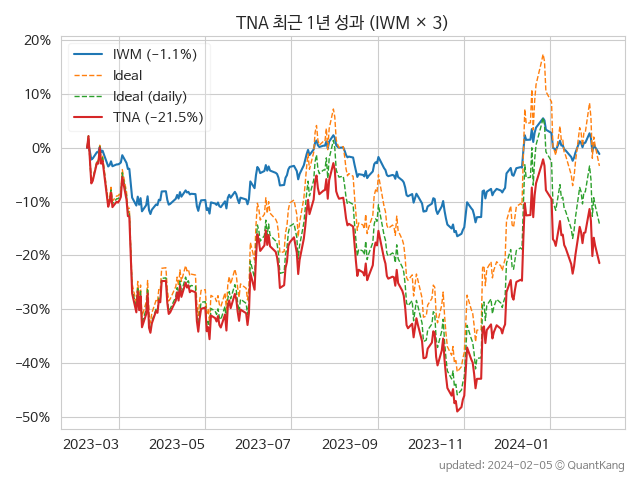 TNA 최근 1년 성과 (IWM × 3)
20%
10%
0%
−10%
−20%
−30%
−40%
−50%
IWM (−1.1%)
Ideal
Ideal (daily)
TNA (−21.5%)
2023-03 2023-05 2023-07 2023-09 2023-11 2024-01
updated: 2024-02-05 © QuantKang